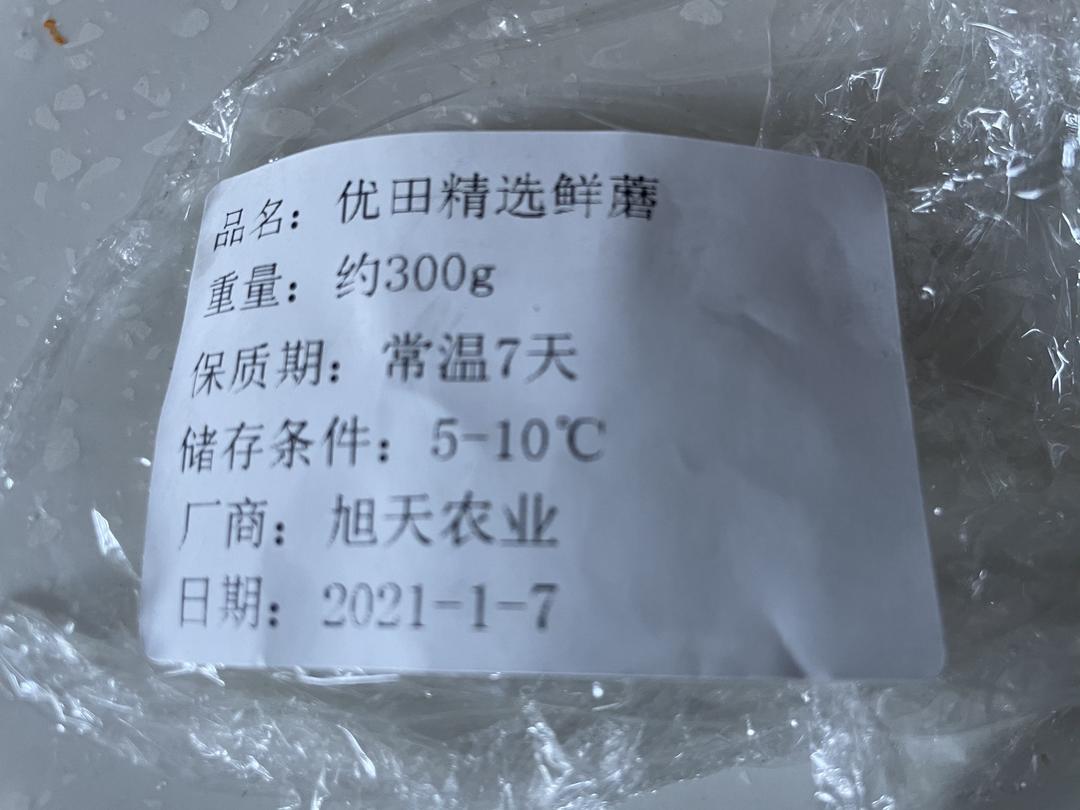 品名：优田精选鲜蘑
重量：约300g
保质期：常温7天
储存条件：5-10℃
厂商：旭天农业
日期：2021-1-7